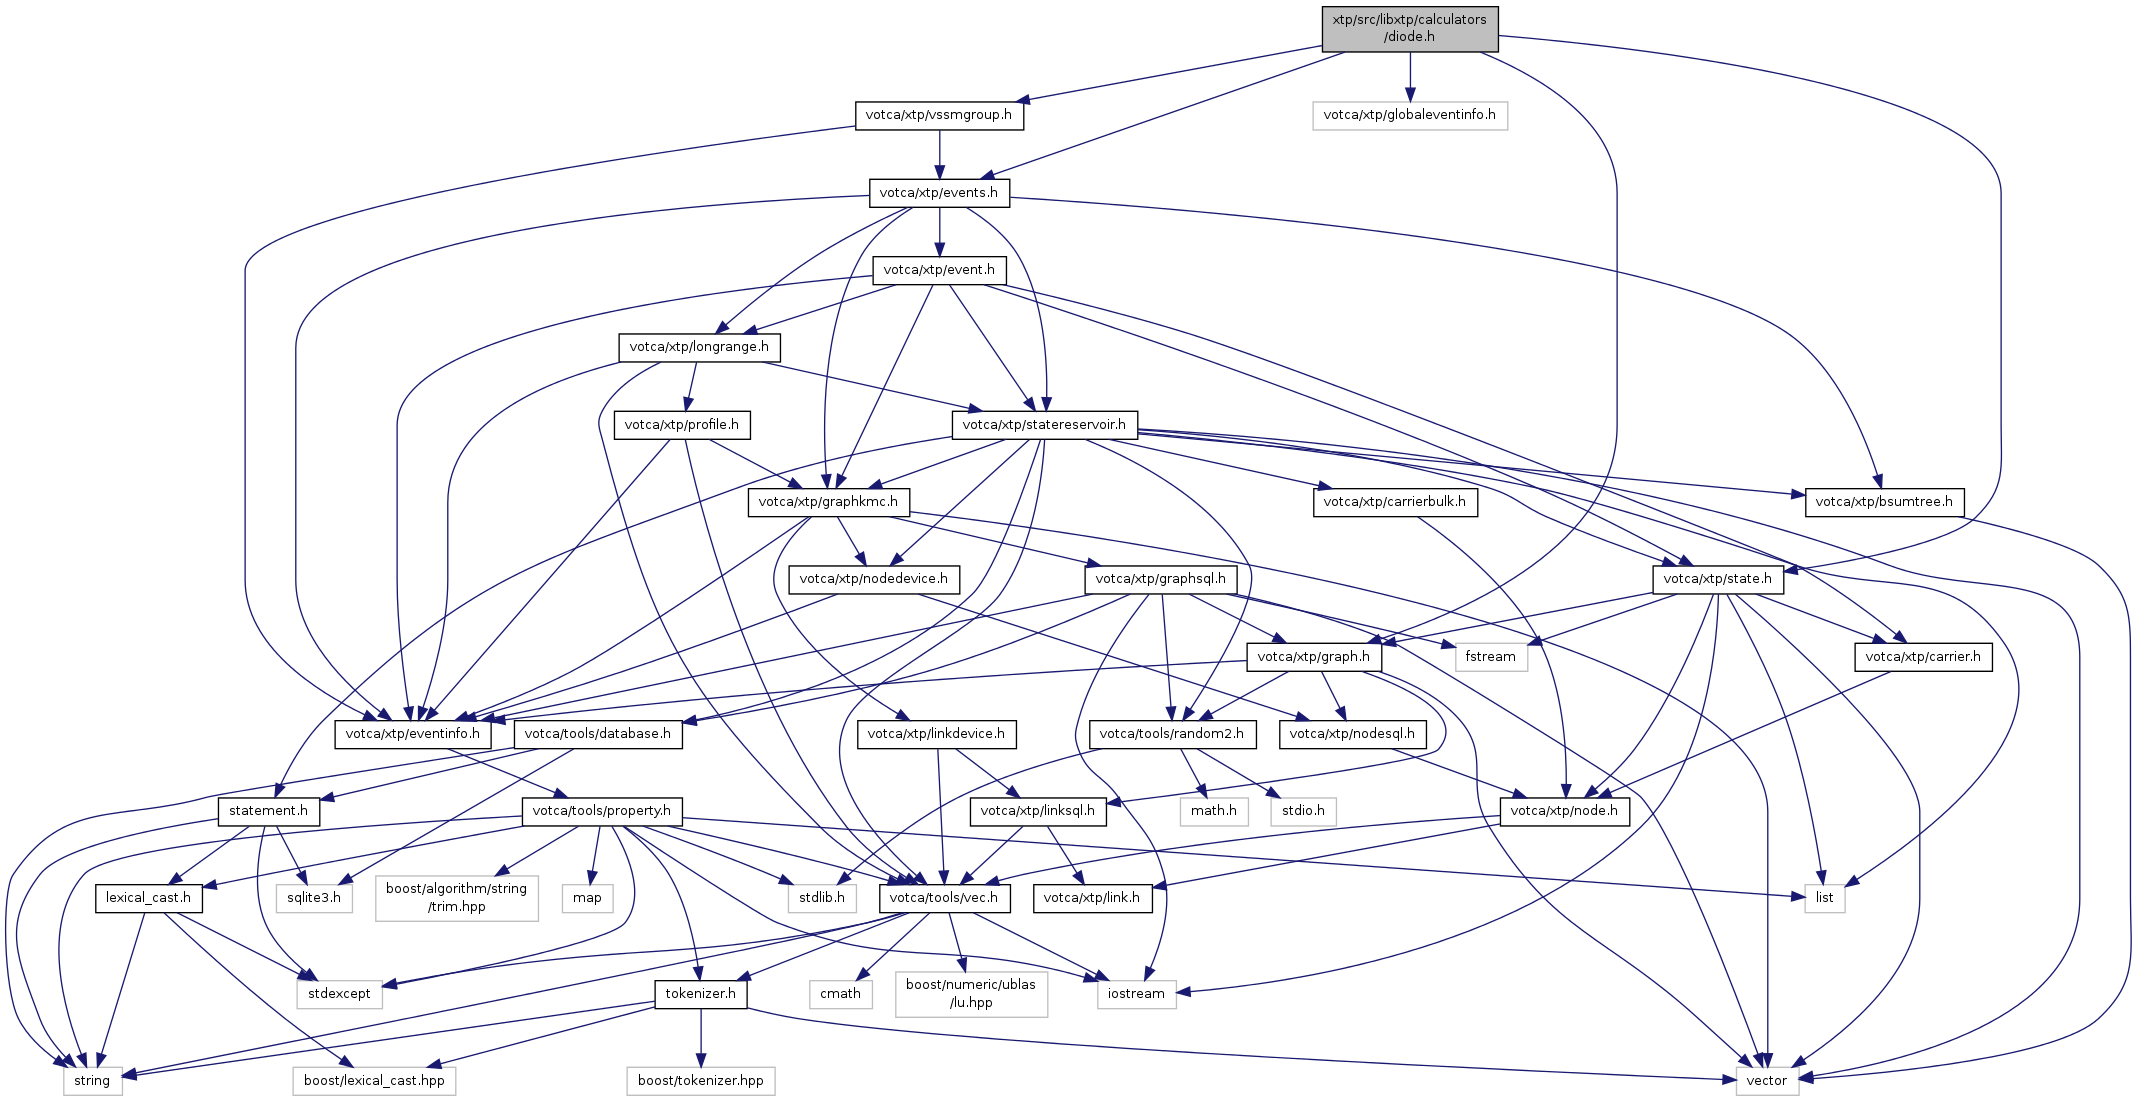 xtp/src/libxtp/calculators
/diode.h
votca/xtp/vssmgroup.h
votca/xtp/globaleventinfo.h
votca/xtp/events.h
votca/xtp/event.h
votca/xtp/longrange.h
votca/xtp/profile.h
votca/xtp/statereservoir.h
votca/xtp/graphkmc.h
votca/xtp/carrierbulk.h
votca/xtp/bsumtree.h
votca/xtp/nodedevice.h
votca/xtp/graphsql.h
votca/xtp/state.h
votca/xtp/graph.h
fstream
votca/xtp/carrier.h
votca/xtp/eventinfo.h
votca/tools/database.h
votca/xtp/linkdevice.h
votca/tools/random2.h
votca/xtp/nodesql.h
statement.h
votca/tools/property.h
votca/xtp/linksql.h
math.h
stdio.h
votca/xtp/node.h
lexical_cast.h
sqlite3.h
boost/algorithm/string
/trim.hpp
map
stdlib.h
votca/tools/vec.h
votca/xtp/link.h
list
stdexcept
tokenizer.h
cmath
boost/numeric/ublas
/lu.hpp
iostream
string
boost/lexical_cast.hpp
boost/tokenizer.hpp
vector